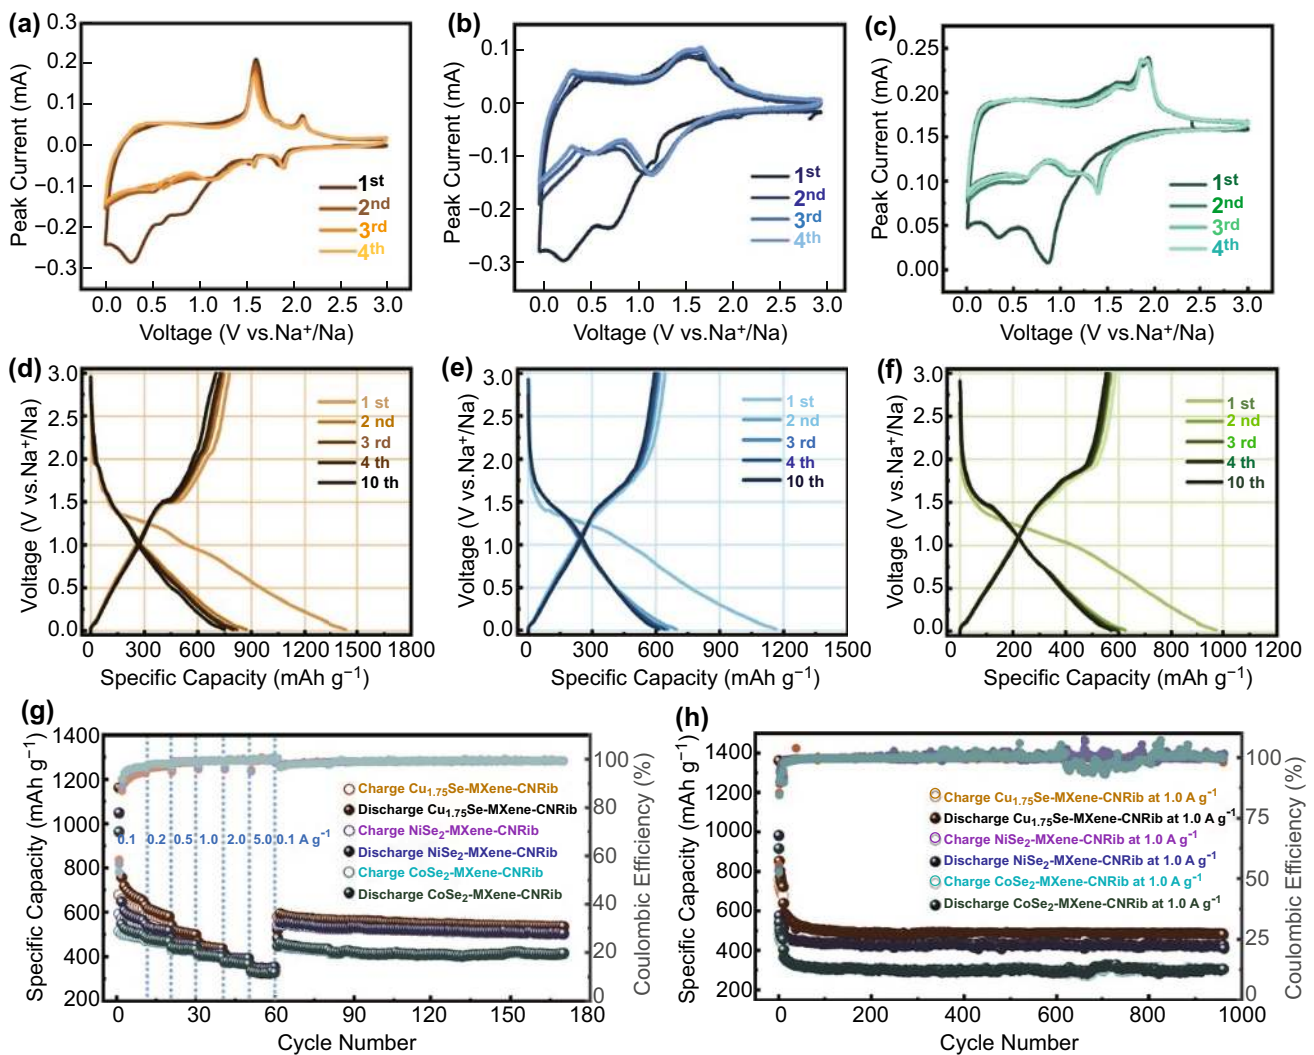 (a)
0.3
0.2
0.1
0.0
−0.1
−0.2
−0.3
Peak Current (mA)
1st
2nd
3rd
4th
0.0 0.5 1.0 1.5 2.0 2.5 3.0
Voltage (V vs.Na⁺/Na)
(b)
0.1
0.0
−0.1
−0.2
−0.3
Peak Current (mA)
1st
2nd
3rd
4th
0.0 0.5 1.0 1.5 2.0 2.5 3.0
Voltage (V vs.Na⁺/Na)
(c)
0.25
0.20
0.15
0.10
0.05
0.00
Peak Current (mA)
1st
2nd
3rd
4th
0.0 0.5 1.0 1.5 2.0 2.5 3.0
Voltage (V vs.Na⁺/Na)
(d)
3.0
2.5
2.0
1.5
1.0
0.5
0.0
Voltage (V vs.Na⁺/Na)
1 st
2 nd
3 rd
4 th
10 th
0 300 600 900 1200 1500 1800
Specific Capacity (mAh g⁻¹)
(e)
3.0
2.5
2.0
1.5
1.0
0.5
0.0
Voltage (V vs.Na⁺/Na)
1 st
2 nd
3 rd
4 th
10 th
0 300 600 900 1200 1500
Specific Capacity (mAh g⁻¹)
(f)
3.0
2.5
2.0
1.5
1.0
0.5
0.0
Voltage (V vs.Na⁺/Na)
1 st
2 nd
3 rd
4 th
10 th
0 200 400 600 800 1000 1200
Specific Capacity (mAh g⁻¹)
(g)
1400
1200
1000
800
600
400
200
Specific Capacity (mAh g⁻¹)
100
80
60
40
20
0
Coulombic Efficiency (%)
Charge Cu₁.₇₅Se-MXene-CNRib
Discharge Cu₁.₇₅Se-MXene-CNRib
Charge NiSe₂-MXene-CNRib
Discharge NiSe₂-MXene-CNRib
Charge CoSe₂-MXene-CNRib
Discharge CoSe₂-MXene-CNRib
0.1 0.2 0.5 1.0 2.0 5.0 0.1 A g⁻¹
0 30 60 90 120 150 180
Cycle Number
(h)
1400
1200
1000
800
600
400
200
Specific Capacity (mAh g⁻¹)
100
75
50
25
0
Coulombic Efficiency (%)
Charge Cu₁.₇₅Se-MXene-CNRib at 1.0 A g⁻¹
Discharge Cu₁.₇₅Se-MXene-CNRib at 1.0 A g⁻¹
Charge NiSe₂-MXene-CNRib at 1.0 A g⁻¹
Discharge NiSe₂-MXene-CNRib at 1.0 A g⁻¹
Charge CoSe₂-MXene-CNRib at 1.0 A g⁻¹
Discharge CoSe₂-MXene-CNRib at 1.0 A g⁻¹
0 200 400 600 800 1000
Cycle Number